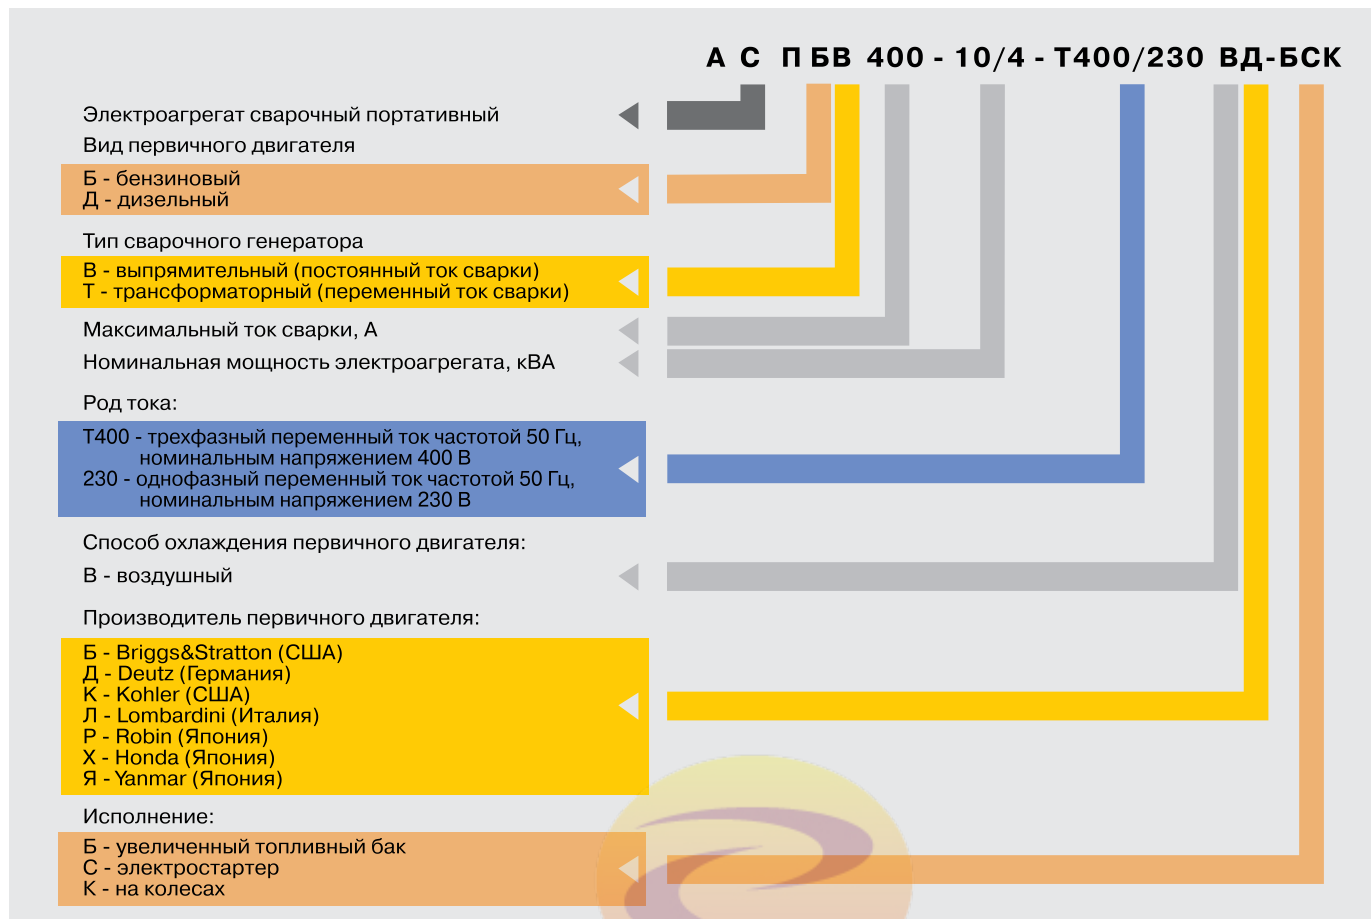 А С П БВ 400 - 10/4 - Т400/230 ВД-БСК
Электроагрегат сварочный портативный
Вид первичного двигателя
Б - бензиновый
Д - дизельный
Тип сварочного генератора
В - выпрямительный (постоянный ток сварки)
Т - трансформаторный (переменный ток сварки)
Максимальный ток сварки, А
Номинальная мощность электроагрегата, кВА
Род тока:
Т400 - трехфазный переменный ток частотой 50 Гц,
номинальным напряжением 400 В
230 - однофазный переменный ток частотой 50 Гц,
номинальным напряжением 230 В
Способ охлаждения первичного двигателя:
В - воздушный
Производитель первичного двигателя:
Б - Briggs&Stratton (США)
Д - Deutz (Германия)
К - Kohler (США)
Л - Lombardini (Италия)
Р - Robin (Япония)
Х - Honda (Япония)
Я - Yanmar (Япония)
Исполнение:
Б - увеличенный топливный бак
С - электростартер
К - на колесах